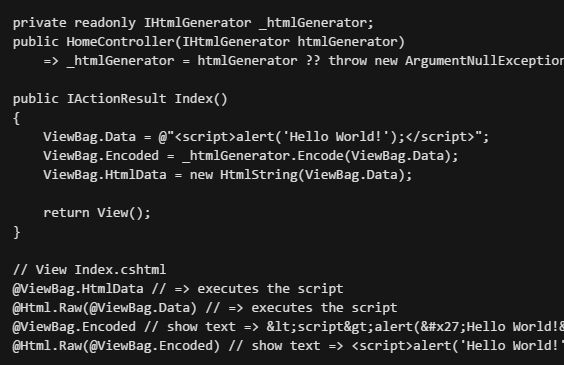 private readonly IHtmlGenerator _htmlGenerator;
public HomeController(IHtmlGenerator htmlGenerator)
=> _htmlGenerator = htmlGenerator ?? throw new ArgumentNullException
public IActionResult Index()
{
ViewBag.Data = @"<script>alert('Hello World!');</script>";
ViewBag.Encoded = _htmlGenerator.Encode(ViewBag.Data);
ViewBag.HtmlData = new HtmlString(ViewBag.Data);
return View();
}
// View Index.cshtml
@ViewBag.HtmlData // => executes the script
@Html.Raw(@ViewBag.Data) // => executes the script
@ViewBag.Encoded // show text => &lt;script&gt;alert(&#x27;Hello World!&
@Html.Raw(@ViewBag.Encoded) // show text => <script>alert('Hello World!'